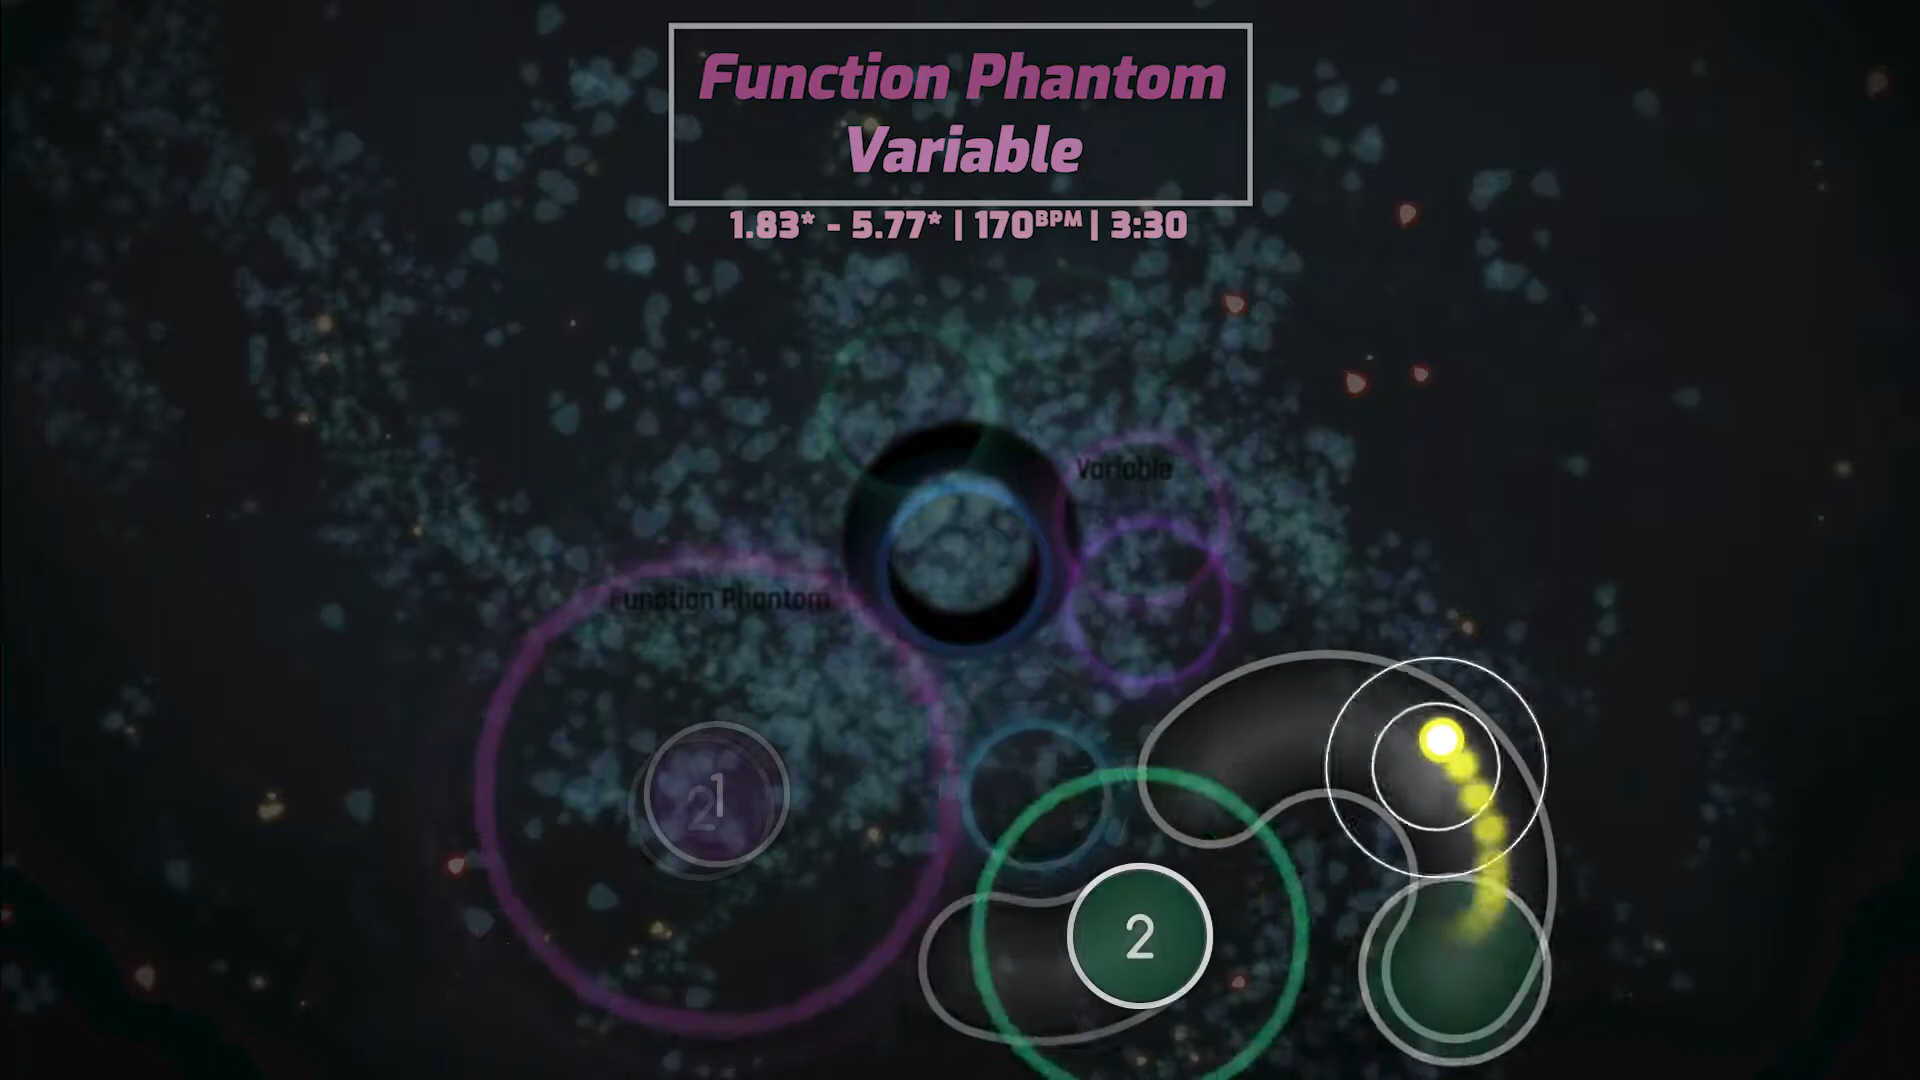 Function Phantom
Variable
1.83* - 5.77* | 170BPM | 3:30
Variable
Function Phantom
1
2
2